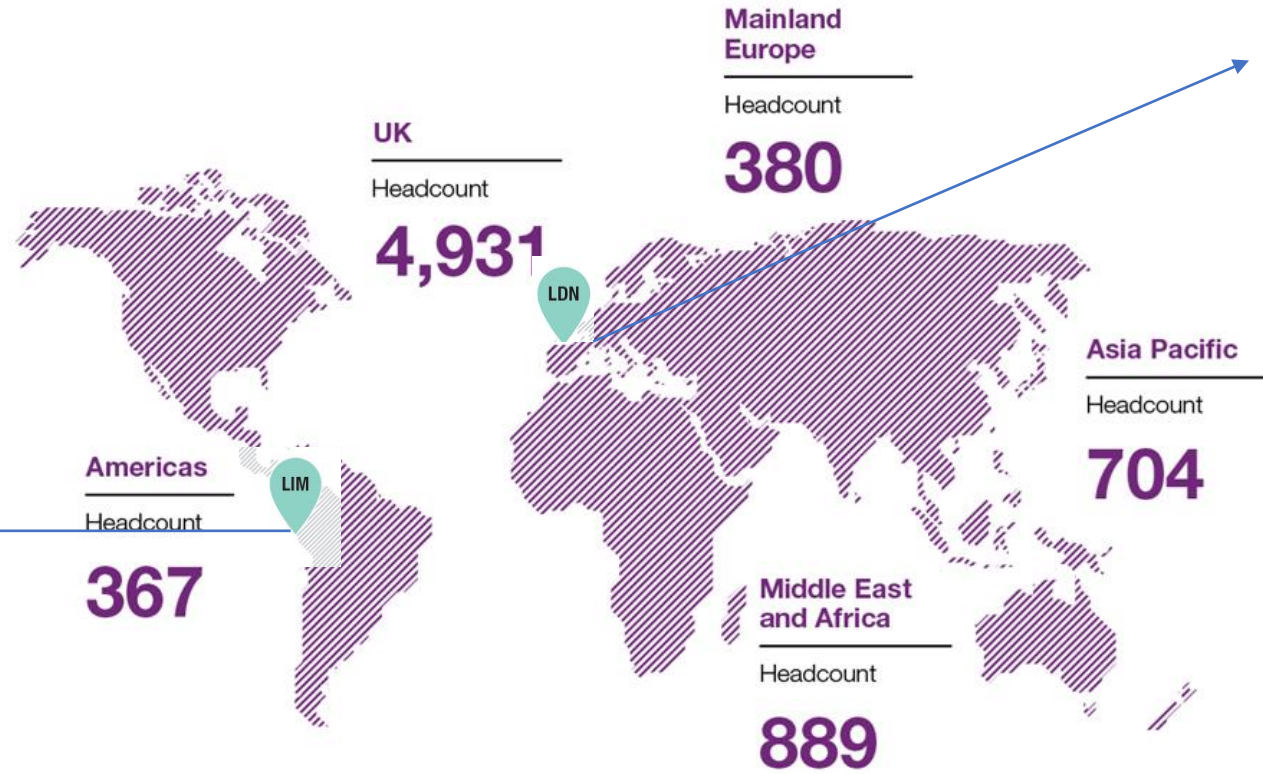 Mainland
Europe
Headcount
380
UK
Headcount
4,931
LDN
Asia Pacific
Headcount
704
Americas
Headcount
367
LIM
Middle East
and Africa
Headcount
889